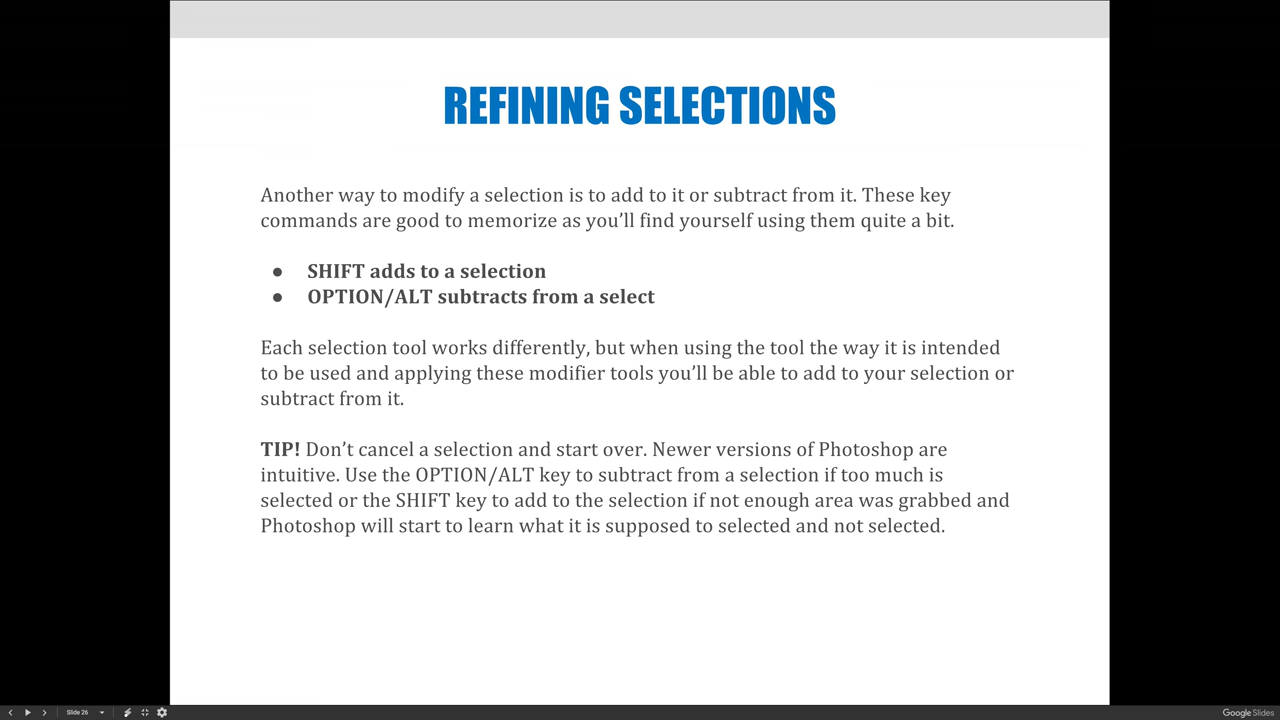 REFINING SELECTIONS
Another way to modify a selection is to add to it or subtract from it. These key
commands are good to memorize as you’ll find yourself using them quite a bit.
● SHIFT adds to a selection
● OPTION/ALT subtracts from a select
Each selection tool works differently, but when using the tool the way it is intended
to be used and applying these modifier tools you’ll be able to add to your selection or
subtract from it.
TIP! Don’t cancel a selection and start over. Newer versions of Photoshop are
intuitive. Use the OPTION/ALT key to subtract from a selection if too much is
selected or the SHIFT key to add to the selection if not enough area was grabbed and
Photoshop will start to learn what it is supposed to selected and not selected.
Slide 26
Google Slides